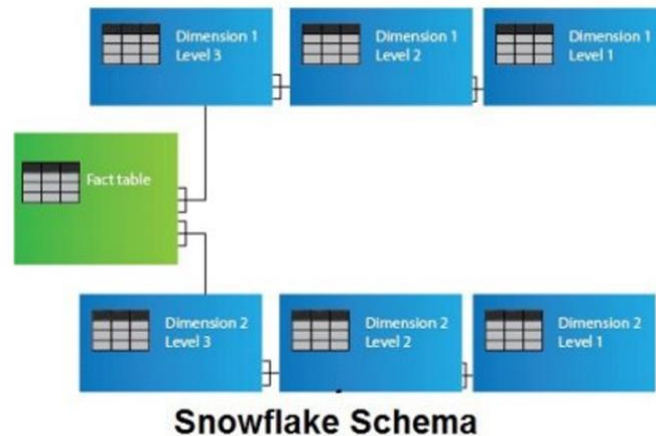 Dimension 1
Level 3
Dimension 1
Level 2
Dimension 1
Level 1
Fact table
Dimension 2
Level 3
Dimension 2
Level 2
Dimension 2
Level 1
Snowflake Schema